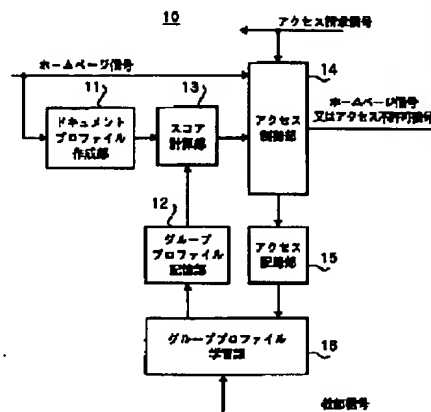 10
アクセス請求信号
ホームページ信号
11
ドキュメント
プロファイル
作成部
13
スコア
計算部
14
アクセス
制御部
ホームページ信号
又はアクセス不許可信号
12
グループ
プロファイル
記憶部
アクセス
記憶部
15
グループプロファイル
学習部
16
教師信号